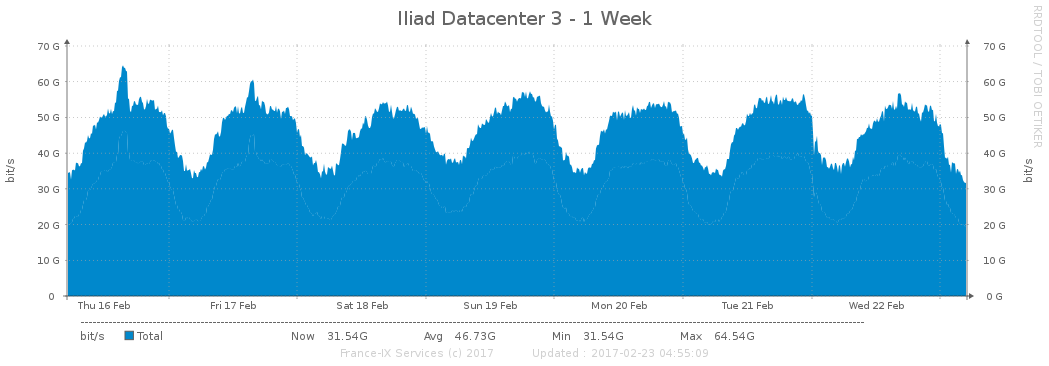 Iliad Datacenter 3 - 1 Week
RRDTOOL / TOBI OETIKER
70 G 70 G
60 G 60 G
50 G 50 G
40 G 40 G
30 G 30 G
20 G 20 G
10 G 10 G
0 0 G
bit/s bit/s
Thu 16 Feb Fri 17 Feb Sat 18 Feb Sun 19 Feb Mon 20 Feb Tue 21 Feb Wed 22 Feb
bit/s Total Now 31.54G Avg 46.73G Min 31.54G Max 64.54G
France-IX Services (c) 2017 Updated : 2017-02-23 04:55:09